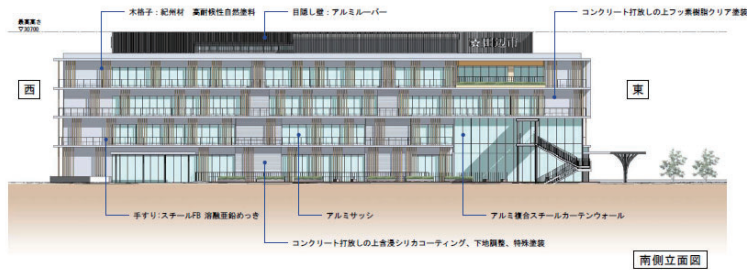 木格子：紀州材　高耐候性自然塗料
目隠し壁：アルミルーバー
コンクリート打放しの上フッ素樹脂クリア塗装
最高高さ
▽30700
西
東
手すり：スチールFB 溶融亜鉛めっき
アルミサッシ
アルミ複合スチールカーテンウォール
コンクリート打放しの上含浸シリカコーティング、下地調整、特殊塗装
南側立面図